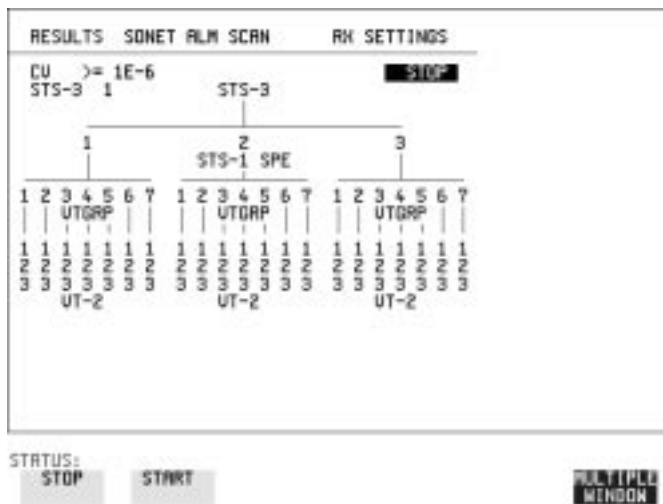 RESULTS SONET ALM SCAN RX SETTINGS
CV >= 1E-6 STOP
STS-3 1 STS-3
1 2 3
STS-1 SPE
1 2 3 4 5 6 7 1 2 3 4 5 6 7 1 2 3 4 5 6 7
VTGRP VTGRP VTGRP
1 1 1 1 1 1 1 1 1 1 1 1 1 1 1 1 1 1 1 1 1
2 2 2 2 2 2 2 2 2 2 2 2 2 2 2 2 2 2 2 2 2
3 3 3 3 3 3 3 3 3 3 3 3 3 3 3 3 3 3 3 3 3
VT-2 VT-2 VT-2
STATUS:
STOP START MULTIPLE
WINDOW